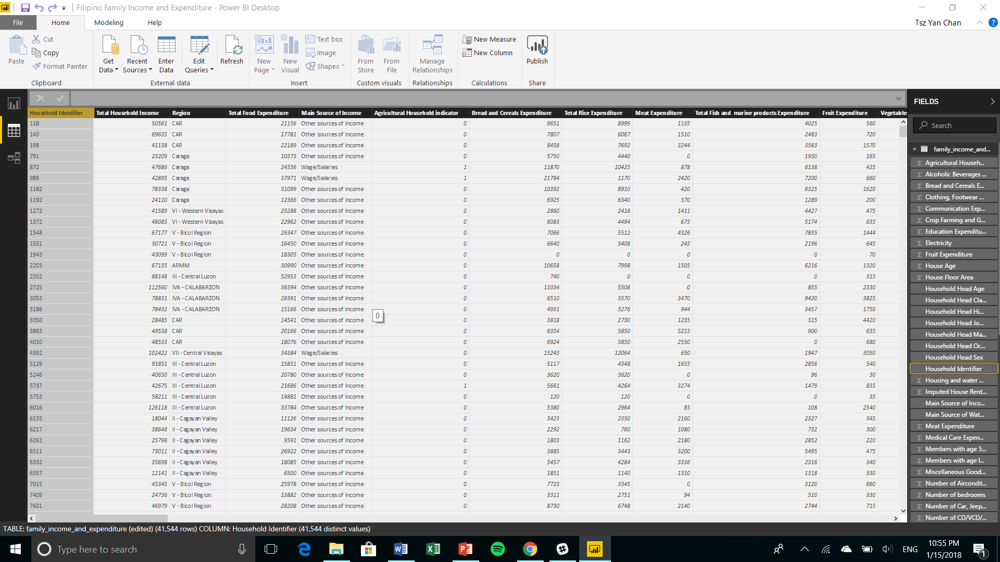 Filipino Family Income and Expenditure - Power BI Desktop
File Home Modeling Help Tsz Yan Chan
Paste Cut Copy Format Painter Clipboard
Get Data Recent Sources Enter Data Edit Queries Refresh External data
New Page New Visual Text box Image Shapes Insert
From Store From File Custom visuals
Manage Relationships Relationships
New Measure New Column Calculations
Publish Share
Household Identifier Total Household Income Region Total Food Expenditure Main Source of Income Agricultural Household indicator Bread and Cereals Expenditure Total Rice Expenditure Meat Expenditure Total Fish and marine products Expenditure Fruit Expenditure Vegetable
118 50561 CAR 21156 Other sources of Income 0 9651 8999 1135 4025 560
140 69635 CAR 17781 Other sources of Income 0 7807 6067 1510 2483 720
198 41138 CAR 22189 Other sources of Income 0 8458 7692 3244 3563 1570
791 23209 Caraga 10373 Other sources of Income 0 5750 4440 0 1930 165
872 47686 Caraga 24556 Wage/Salaries 1 11870 10425 878 6138 425
989 42895 Caraga 37971 Wage/Salaries 1 21794 1170 2420 7200 660
1182 78338 Caraga 31099 Other sources of Income 0 10392 8910 420 6325 1620
1192 24110 Caraga 12366 Other sources of Income 0 6925 6340 370 1289 200
1272 41589 VI - Western Visayas 25288 Other sources of Income 0 2860 2416 1411 4427 475
1372 46085 VI - Western Visayas 22962 Other sources of Income 0 6083 4494 675 5174 635
1548 67177 V - Bicol Region 26347 Other sources of Income 0 7066 5512 4326 7835 1444
1551 30721 V - Bicol Region 16450 Other sources of Income 0 6640 5408 245 2196 645
1943 43099 V - Bicol Region 18305 Other sources of Income 0 0 0 0 0 70
2203 67135 ARMM 30990 Other sources of Income 0 10658 7998 1505 6216 1320
2352 88148 III - Central Luzon 52953 Other sources of Income 0 740 0 0 0 315
2725 112560 IVA - CALABARZON 36394 Other sources of Income 0 11034 5508 0 855 2330
3053 78831 IVA - CALABARZON 28391 Other sources of Income 0 6510 3570 3470 9420 3825
3186 78432 IVA - CALABARZON 15166 Other sources of Income 0 4931 3276 944 3457 1750
0
3350 28485 CAR 14541 Other sources of Income 0 3818 2730 1235 315 4420
3863 49538 CAR 20166 Other sources of Income 0 6354 5850 5215 900 635
4010 48533 CAR 18076 Other sources of Income 0 6924 5850 2550 0 680
4392 102422 VII - Central Visayas 34384 Wage/Salaries 0 15243 12064 650 1947 3050
5129 91851 III - Central Luzon 15831 Other sources of Income 0 5117 4348 1655 2856 540
5246 40650 III - Central Luzon 20780 Other sources of Income 0 3620 3620 0 96 30
5737 42675 III - Central Luzon 21686 Other sources of Income 1 5661 4264 3274 1479 835
5753 58211 III - Central Luzon 14881 Other sources of Income 0 120 120 0 0 35
6016 126118 III - Central Luzon 33784 Other sources of Income 0 5380 2964 85 108 2540
6133 18044 II - Cagayan Valley 11126 Other sources of Income 0 3423 2350 2160 2327 345
6217 38648 II - Cagayan Valley 19634 Other sources of Income 0 2292 760 1080 732 300
6261 25798 II - Cagayan Valley 9591 Other sources of Income 0 1803 1162 2180 2852 220
6311 73011 II - Cagayan Valley 26922 Other sources of Income 0 3885 3443 3200 5495 475
6332 35698 II - Cagayan Valley 18085 Other sources of Income 0 5457 4284 3336 2316 340
6357 12141 II - Cagayan Valley 6500 Other sources of Income 0 1851 1140 1310 1318 330
7015 45345 V - Bicol Region 25978 Other sources of Income 0 7723 3345 0 3120 660
7409 24736 V - Bicol Region 13882 Other sources of Income 0 3311 2751 94 510 330
7601 46979 V - Bicol Region 28208 Other sources of Income 0 8730 6748 2140 2744 715
FIELDS
Search
family_income_and...
Agricultural Househ...
Alcoholic Beverages ...
Bread and Cereals E...
Clothing, Footwear ...
Communication Exp...
Crop Farming and G...
Education Expenditu...
Electricity
Fruit Expenditure
House Age
House Floor Area
Household Head Age
Household Head Cla...
Household Head Hi...
Household Head Jo...
Household Head Ma...
Household Head Oc...
Household Head Sex
Household Identifier
Housing and water ...
Imputed House Rent...
Main Source of Inco...
Main Source of Wat...
Meat Expenditure
Medical Care Expen...
Members with age 5...
Members with age l...
Miscellaneous Good...
Number of Aircondit...
Number of bedrooms
Number of Car, Jeep...
Number of CD/VCD/...
TABLE: family_income_and_expenditure (edited) (41,544 rows) COLUMN: Household Identifier (41,544 distinct values)
Type here to search
ENG
10:55 PM
1/15/2018
1